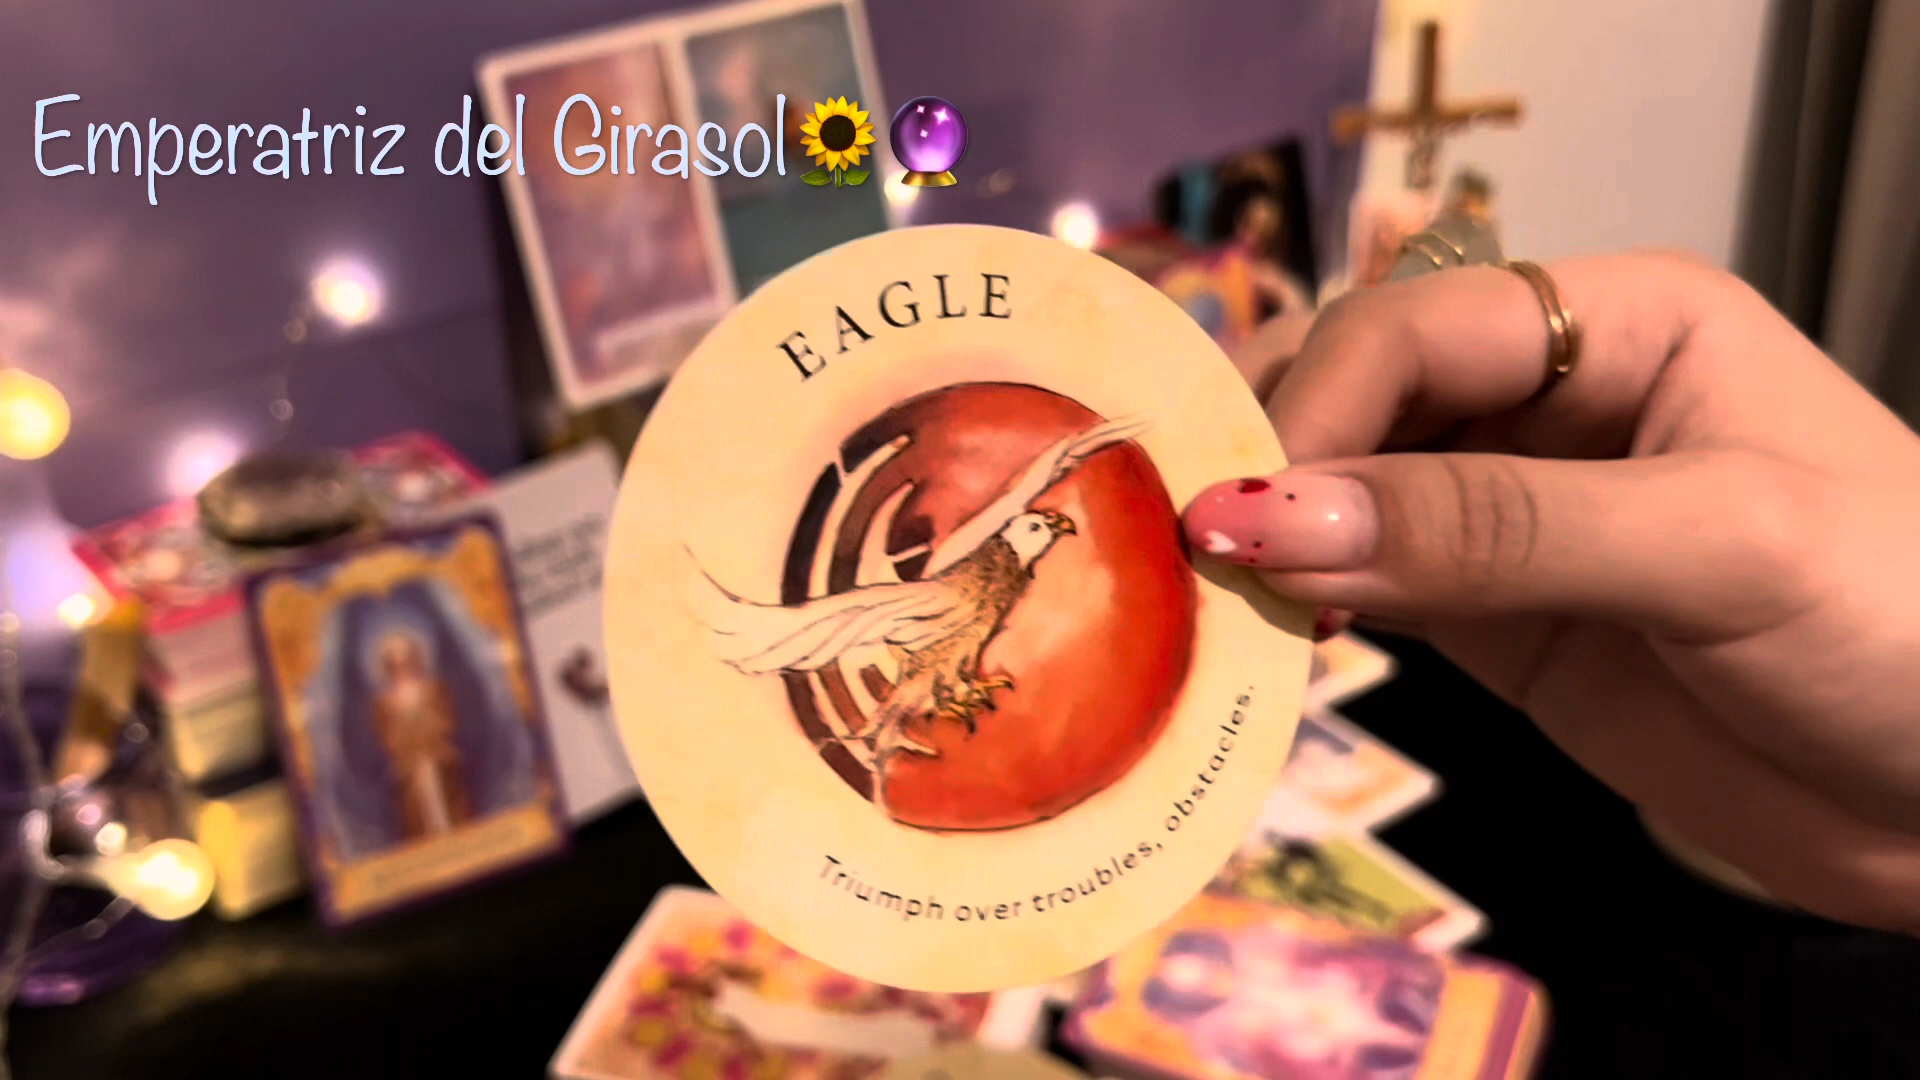 Emperatriz del Girasol🌻🔮
EAGLE
Triumph over troubles, obstacles.